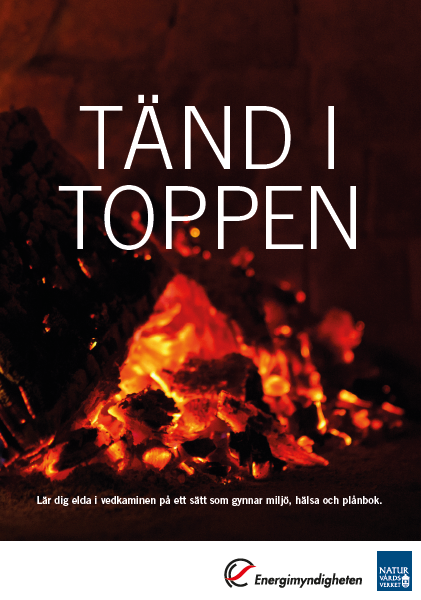 TÄND I
TOPPEN
Lär dig elda i vedkaminen på ett sätt som gynnar miljö, hälsa och plånbok.
Energimyndigheten
NATUR
VÅRDS
VERKET